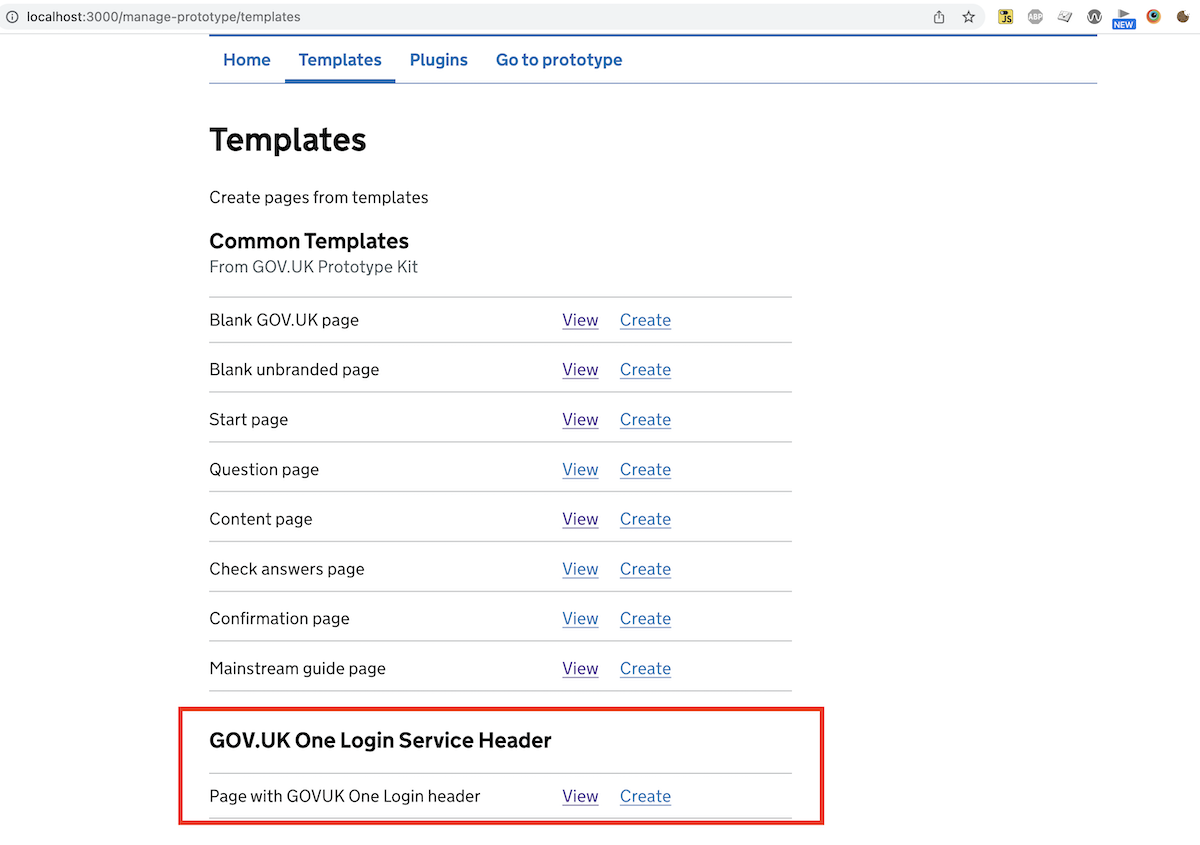 localhost:3000/manage-prototype/templates
JS ABP NEW
Home Templates Plugins Go to prototype
Templates
Create pages from templates
Common Templates
From GOV.UK Prototype Kit
Blank GOV.UK page View Create
Blank unbranded page View Create
Start page View Create
Question page View Create
Content page View Create
Check answers page View Create
Confirmation page View Create
Mainstream guide page View Create
GOV.UK One Login Service Header
Page with GOVUK One Login header View Create